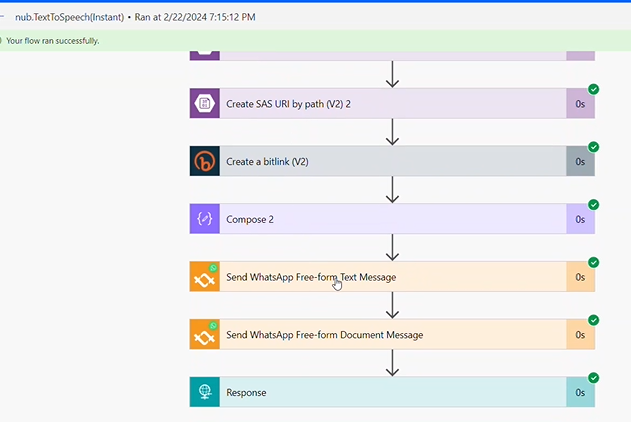 nub.TextToSpeech(Instant) • Ran at 2/22/2024 7:15:12 PM
Your flow ran successfully.
Create SAS URI by path (V2) 2
0s
Create a bitlink (V2)
0s
Compose 2
0s
Send WhatsApp Free-form Text Message
0s
Send WhatsApp Free-form Document Message
0s
Response
0s